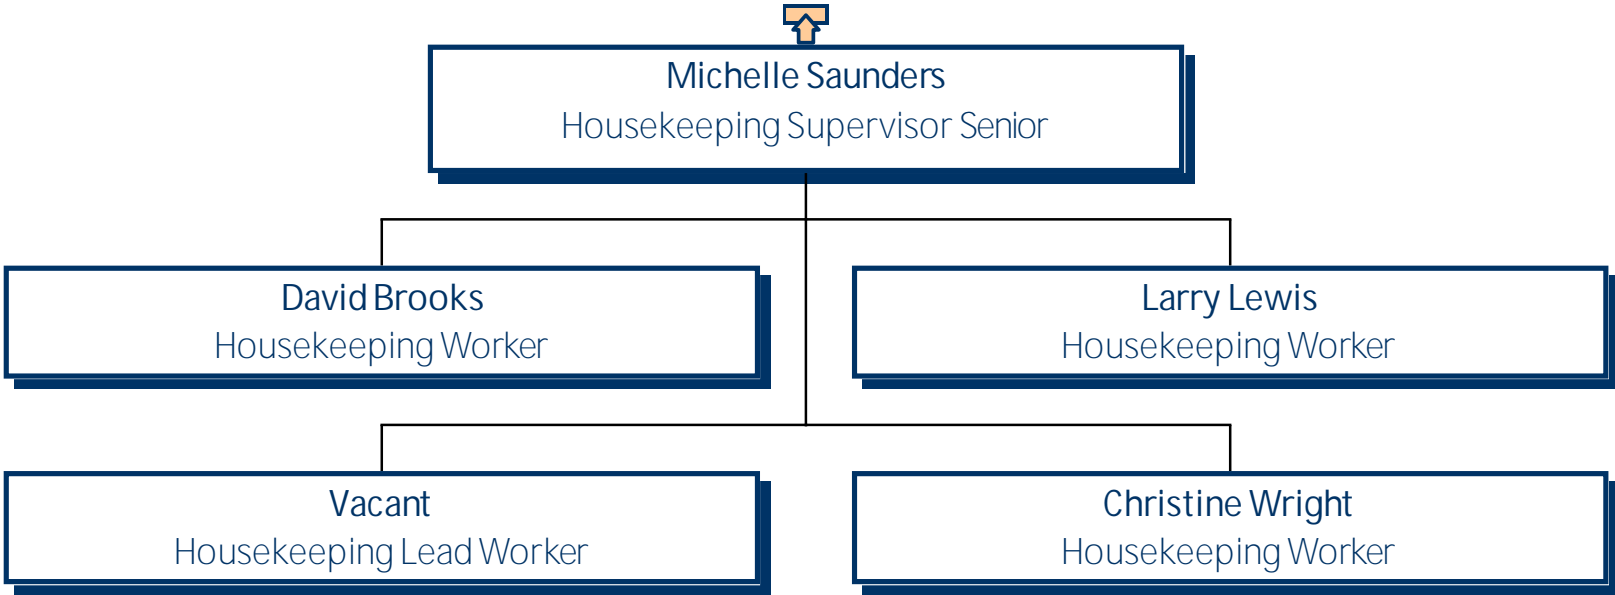 Michelle Saunders
Housekeeping Supervisor Senior
David Brooks
Housekeeping Worker
Larry Lewis
Housekeeping Worker
Vacant
Housekeeping Lead Worker
Christine Wright
Housekeeping Worker